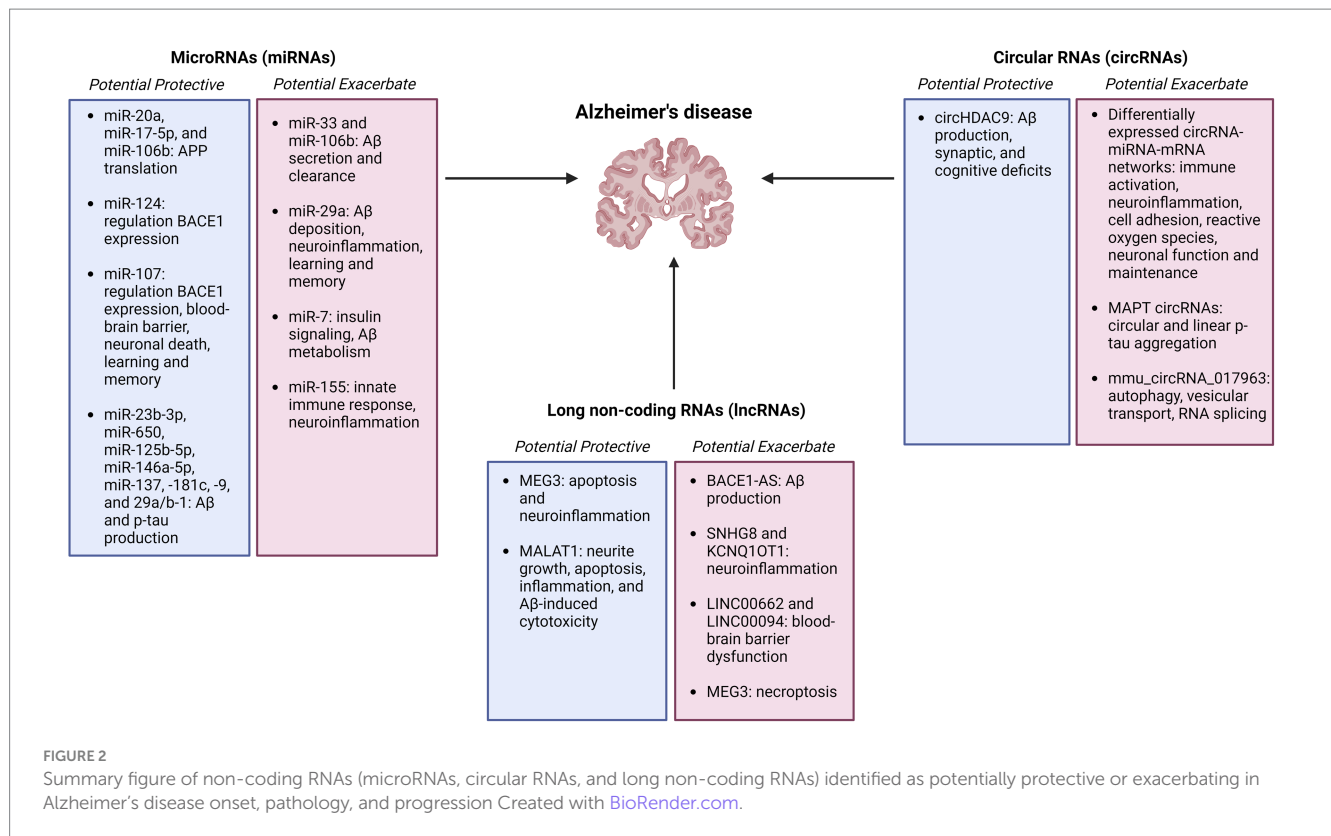 MicroRNAs (miRNAs)
Potential Protective
miR-20a,
miR-17-5p, and
miR-106b: APP
translation
miR-124:
regulation BACE1
expression
miR-107:
regulation BACE1
expression, blood-
brain barrier,
neuronal death,
learning and
memory
miR-23b-3p,
miR-650,
miR-125b-5p,
miR-146a-5p,
miR-137, -181c, -9,
and 29a/b-1: Aβ
and p-tau
production
Potential Exacerbate
miR-33 and
miR-106b: Aβ
secretion and
clearance
miR-29a: Aβ
deposition,
neuroinflammation,
learning and
memory
miR-7: insulin
signaling, Aβ
metabolism
miR-155: innate
immune response,
neuroinflammation
Alzheimer's disease
Circular RNAs (circRNAs)
Potential Protective
circHDAC9: Aβ
production,
synaptic, and
cognitive deficits
Potential Exacerbate
Differentially
expressed circRNA-
miRNA-mRNA
networks: immune
activation,
neuroinflammation,
cell adhesion, reactive
oxygen species,
neuronal function and
maintenance
MAPT circRNAs:
circular and linear p-
tau aggregation
mmu_circRNA_017963:
autophagy, vesicular
transport, RNA splicing
Long non-coding RNAs (lncRNAs)
Potential Protective
MEG3: apoptosis
and
neuroinflammation
MALAT1: neurite
growth, apoptosis,
inflammation, and
Aβ-induced
cytotoxicity
Potential Exacerbate
BACE1-AS: Aβ
production
SNHG8 and
KCNQ1OT1:
neuroinflammation
LINC00662 and
LINC00094: blood-
brain barrier
dysfunction
MEG3: necroptosis
FIGURE 2
Summary figure of non-coding RNAs (microRNAs, circular RNAs, and long non-coding RNAs) identified as potentially protective or exacerbating in
Alzheimer's disease onset, pathology, and progression Created with BioRender.com.